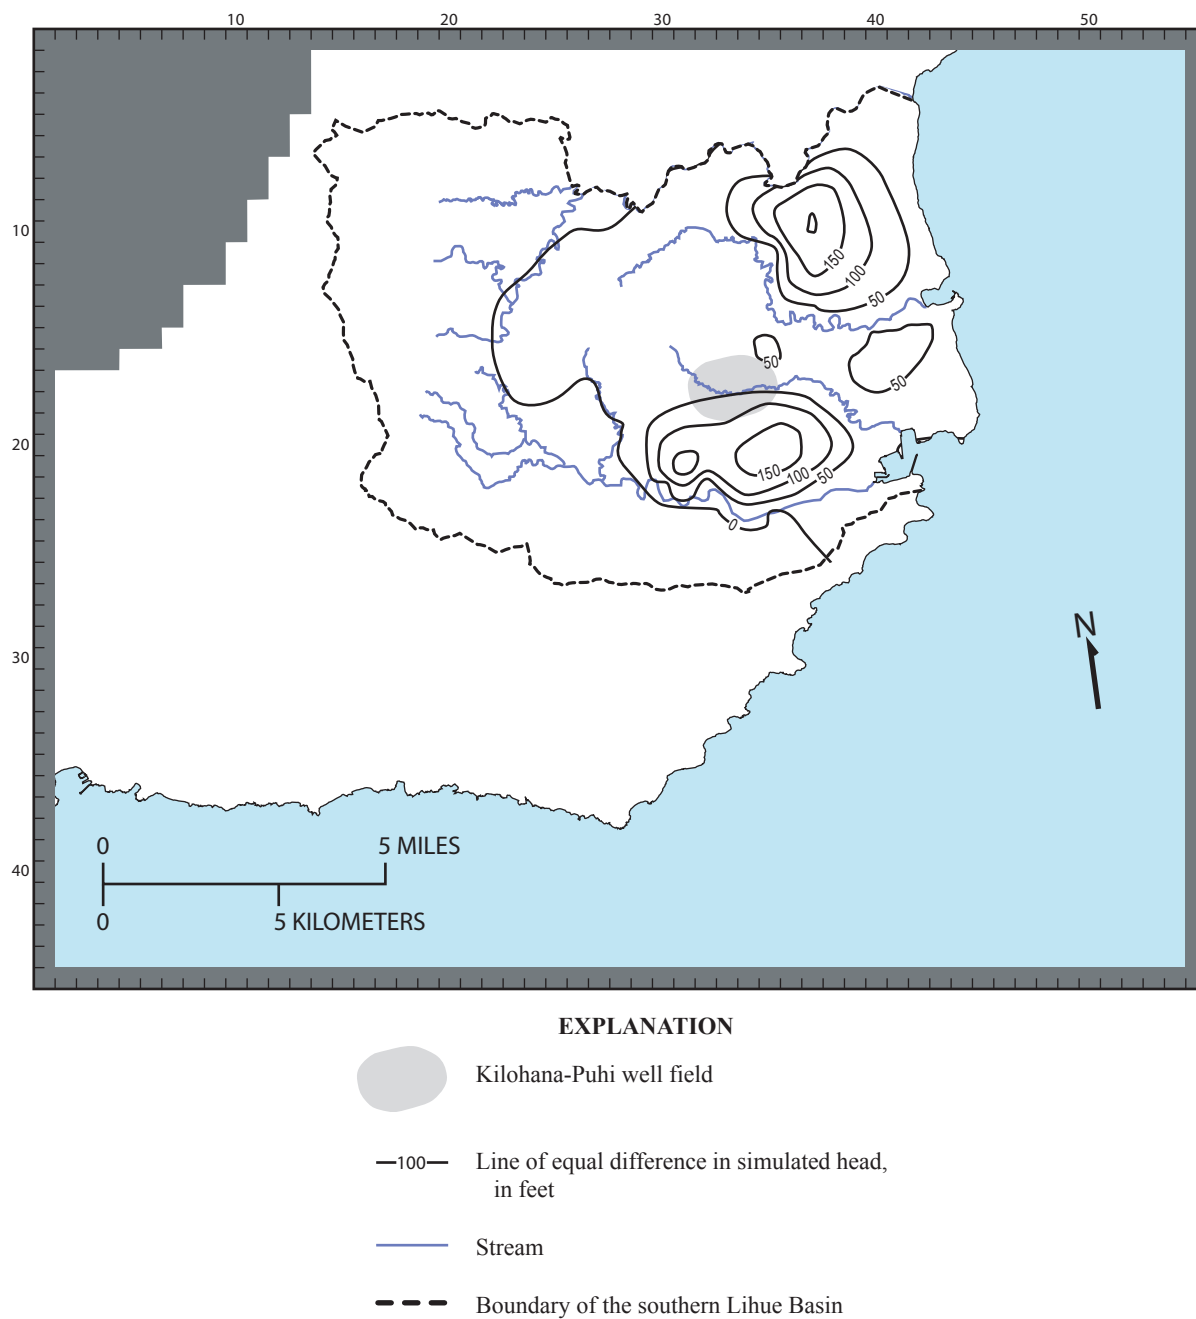 10 20 30 40 50
10
150
100
50
50
50
20
150 100 50
0
N
30
0 5 MILES
40
0 5 KILOMETERS
EXPLANATION
Kilohana-Puhi well field
100 Line of equal difference in simulated head,
in feet
Stream
Boundary of the southern Lihue Basin